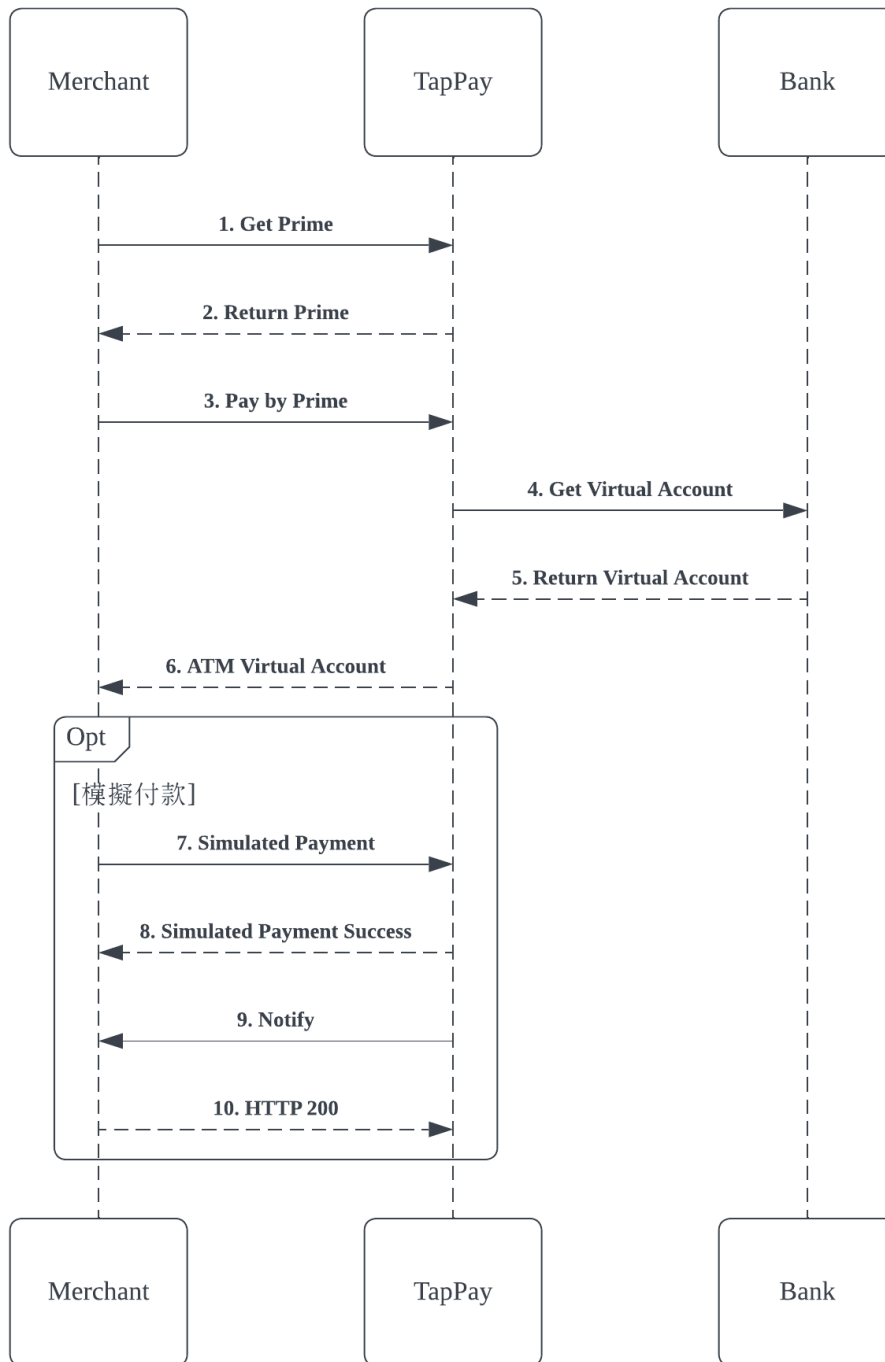 Merchant
TapPay
Bank
1. Get Prime
2. Return Prime
3. Pay by Prime
4. Get Virtual Account
5. Return Virtual Account
6. ATM Virtual Account
Opt
[模擬付款]
7. Simulated Payment
8. Simulated Payment Success
9. Notify
10. HTTP 200
Merchant
TapPay
Bank